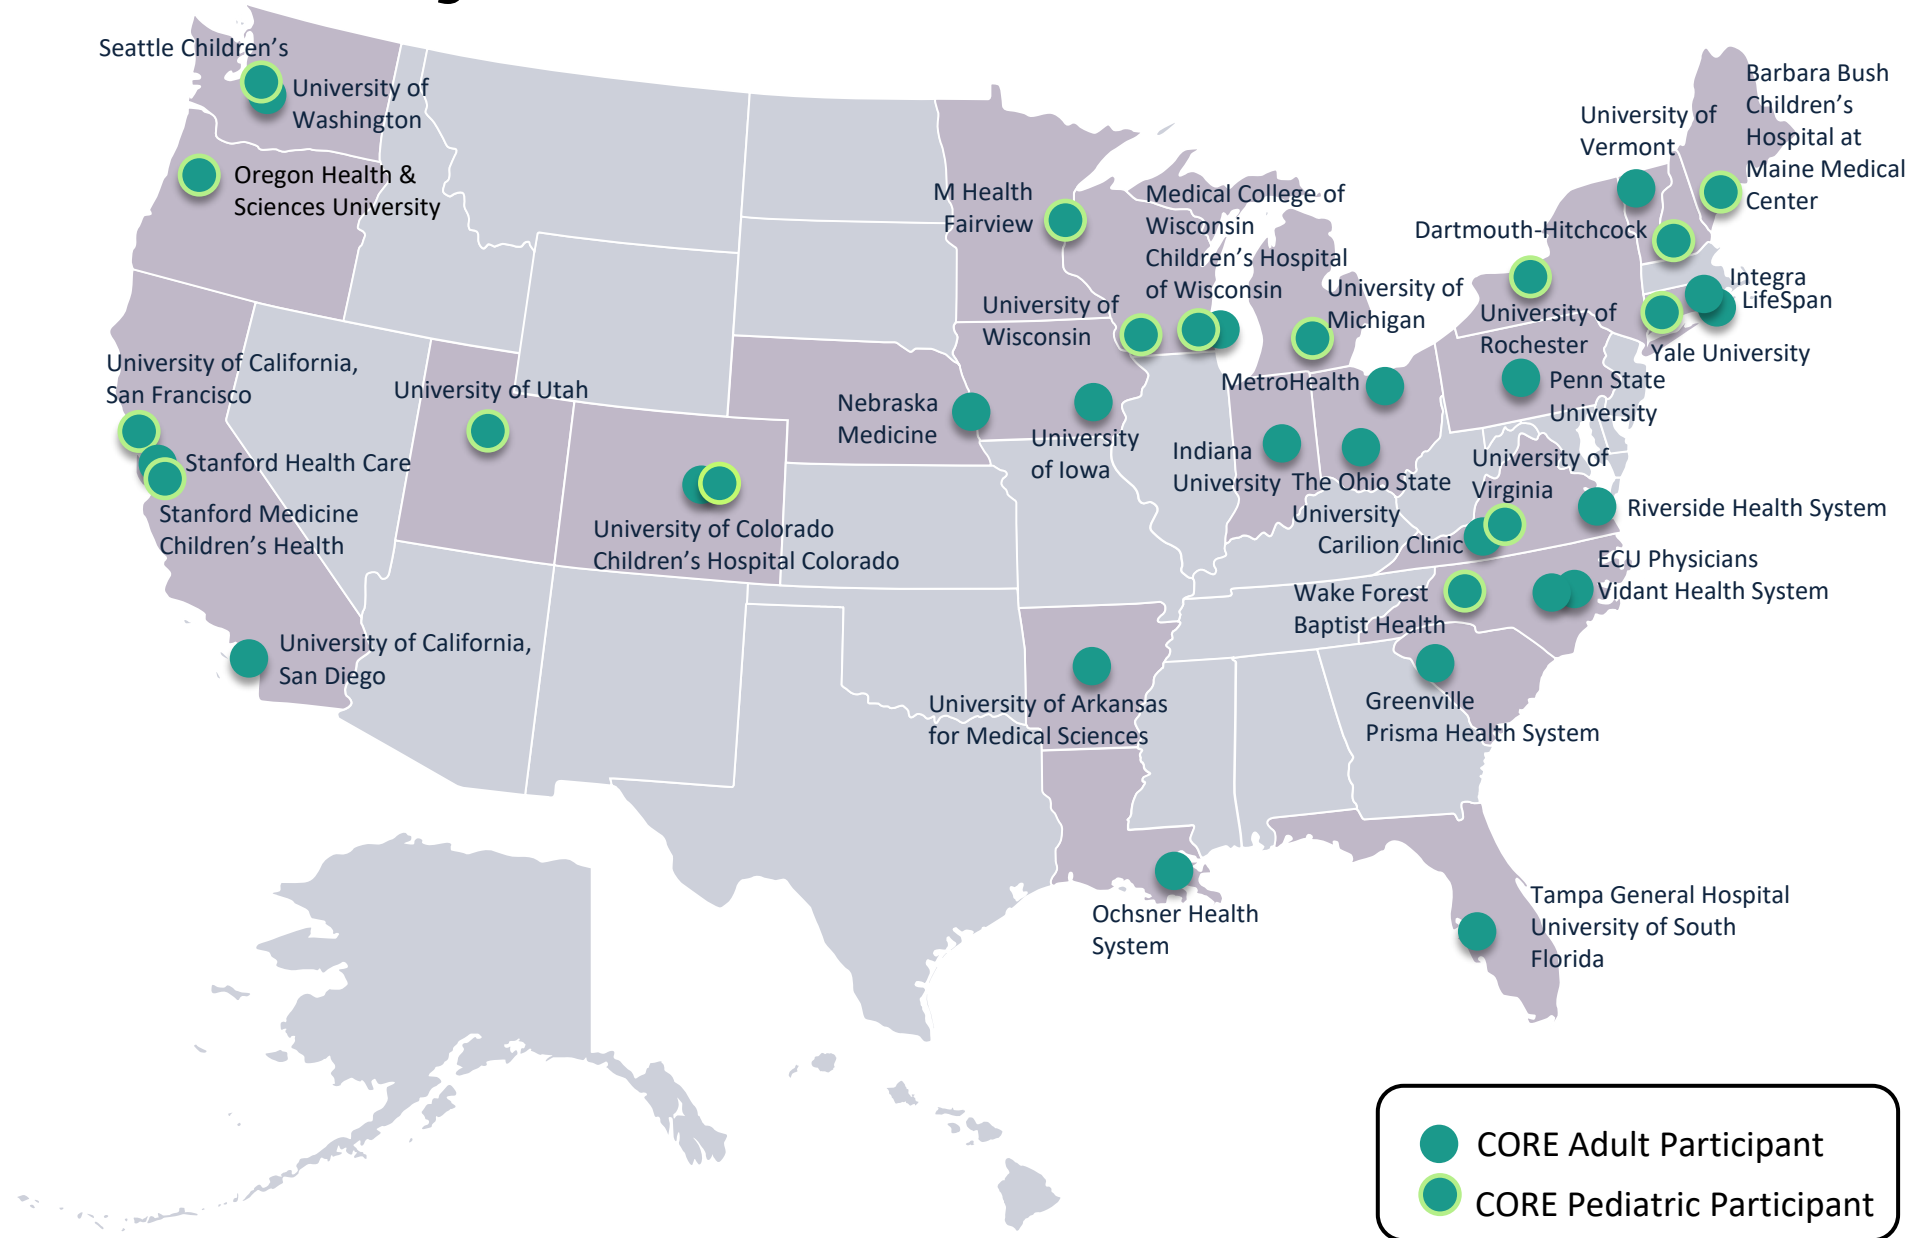 Seattle Children's
University of
Washington
Oregon Health &
Sciences University
University of California,
San Francisco
University of Utah
Stanford Health Care
Stanford Medicine
Children's Health
University of Colorado
Children's Hospital Colorado
University of California,
San Diego
M Health
Fairview
Medical College of
Wisconsin
Children's Hospital
of Wisconsin
University of
Wisconsin
University of
Michigan
Nebraska
Medicine
University
of Iowa
MetroHealth
Indiana
University
The Ohio State
University
University of Arkansas
for Medical Sciences
Ochsner Health
System
University of
Vermont
Barbara Bush
Children's
Hospital at
Maine Medical
Center
Dartmouth-Hitchcock
Integra
LifeSpan
University of
Rochester
Yale University
Penn State
University
University of
Virginia
Riverside Health System
Carilion Clinic
ECU Physicians
Vidant Health System
Wake Forest
Baptist Health
Greenville
Prisma Health System
Tampa General Hospital
University of South
Florida
CORE Adult Participant
CORE Pediatric Participant